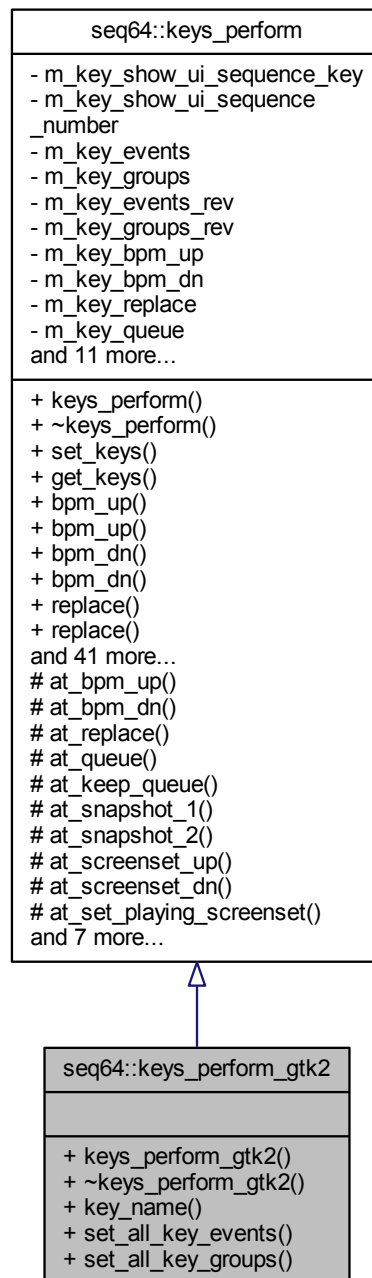 seq64::keys_perform
- m_key_show_ui_sequence_key
- m_key_show_ui_sequence
_number
- m_key_events
- m_key_groups
- m_key_events_rev
- m_key_groups_rev
- m_key_bpm_up
- m_key_bpm_dn
- m_key_replace
- m_key_queue
and 11 more...
+ keys_perform()
+ ~keys_perform()
+ set_keys()
+ get_keys()
+ bpm_up()
+ bpm_up()
+ bpm_dn()
+ bpm_dn()
+ replace()
+ replace()
and 41 more...
# at_bpm_up()
# at_bpm_dn()
# at_replace()
# at_queue()
# at_keep_queue()
# at_snapshot_1()
# at_snapshot_2()
# at_screenset_up()
# at_screenset_dn()
# at_set_playing_screenset()
and 7 more...
seq64::keys_perform_gtk2
+ keys_perform_gtk2()
+ ~keys_perform_gtk2()
+ key_name()
+ set_all_key_events()
+ set_all_key_groups()